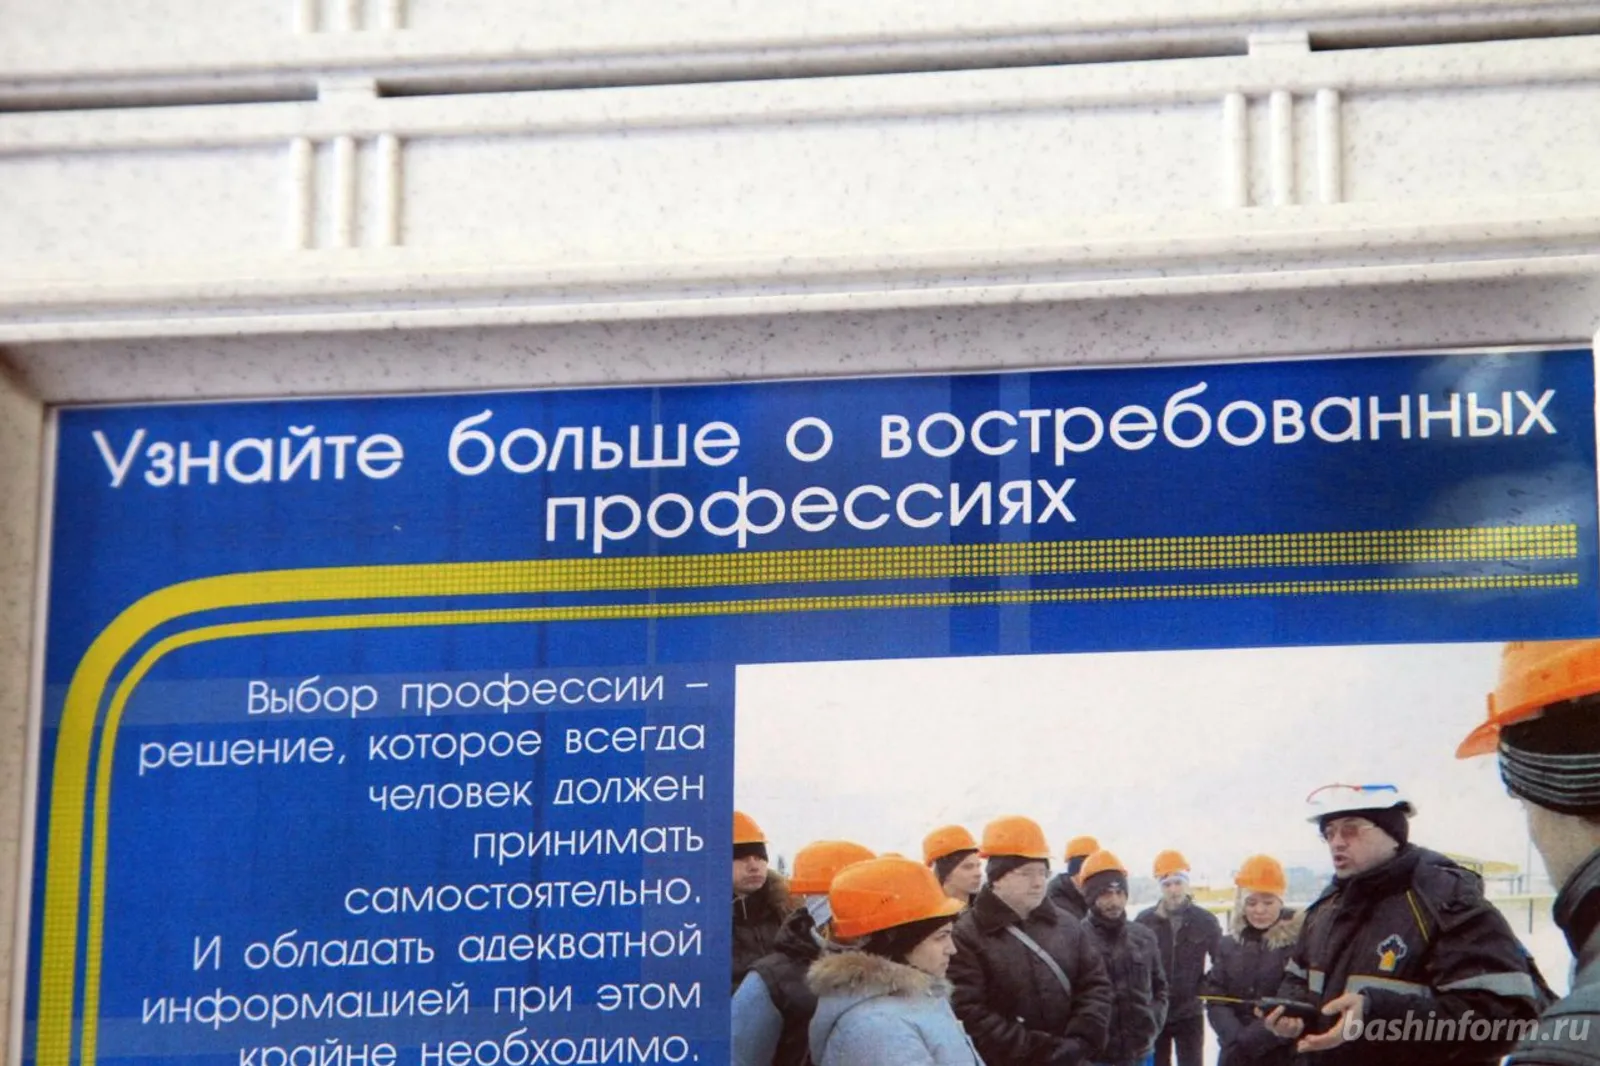 Узнайте больше о востребованных
профессиях
Выбор профессии –
решение, которое всегда
человек должен
принимать
самостоятельно.
И обладать адекватной
информацией при этом
крайне необходимо.
bashinform.ru